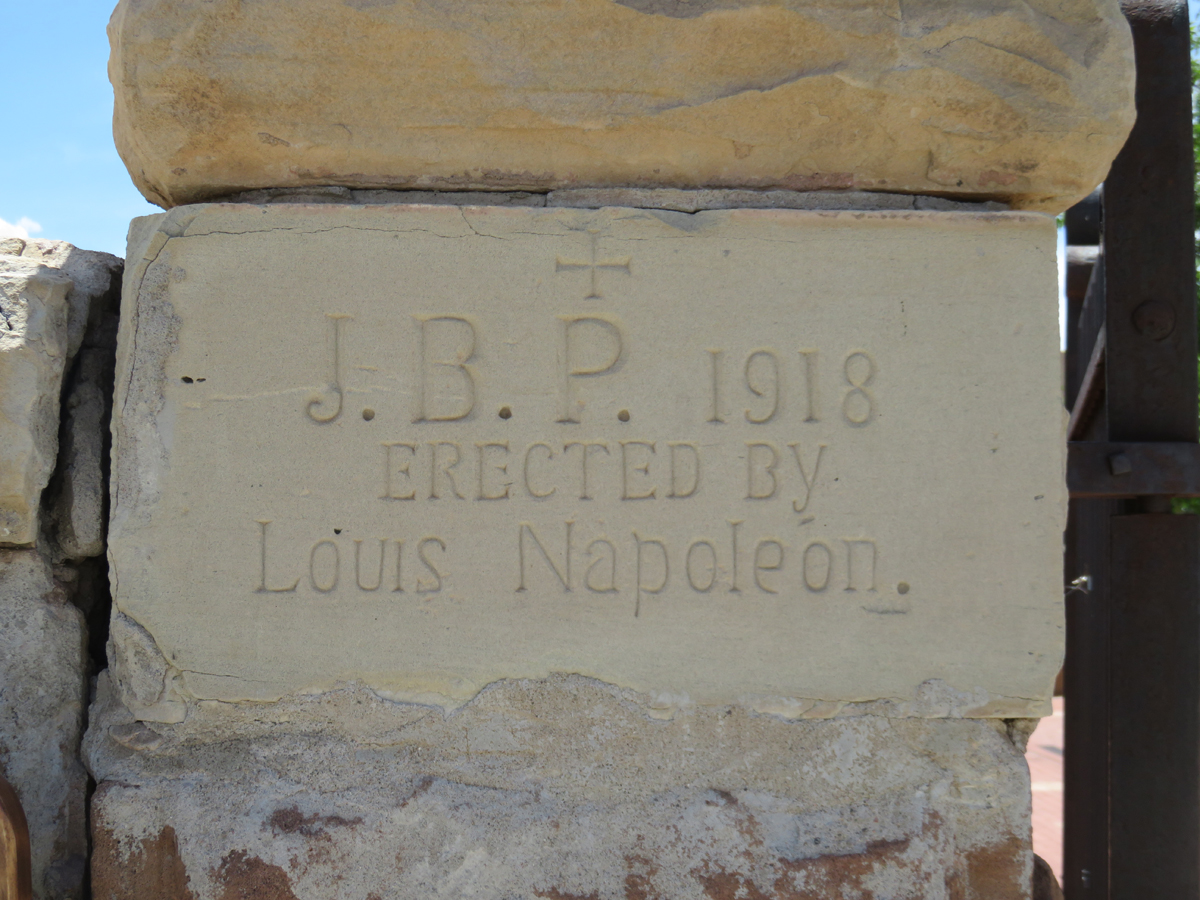 J.B.P. 1918
ERECTED By
Louis Napoleon.